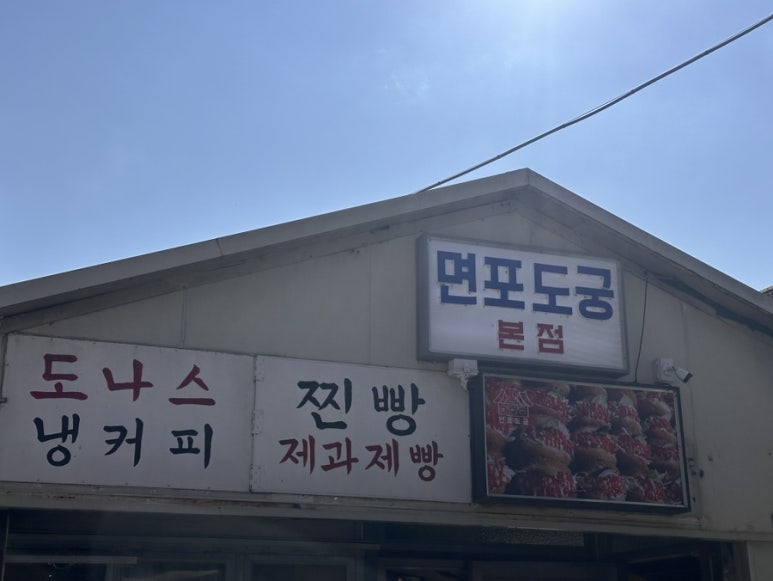 면포도궁
본점
도나스
냉커피
찐빵
제과제빵